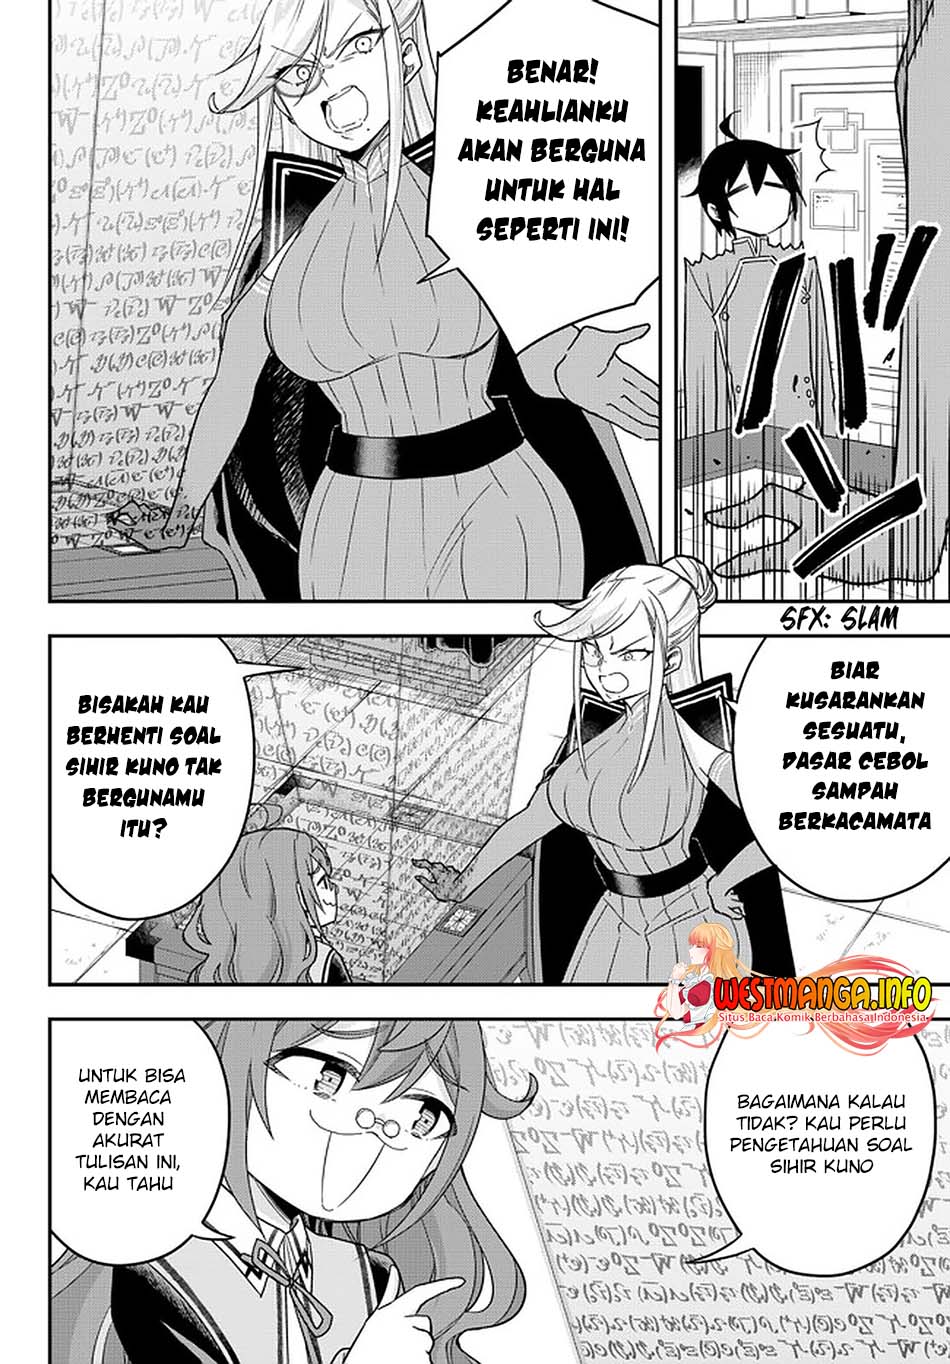 BENAR!
KEAHLIANKU
AKAN BERGUNA
UNTUK HAL
SEPERTI INI!
SFX: SLAM
BIAR
KUSARANKAN
SESUATU,
DASAR CEBOL
SAMPAH
BERKACAMATA
BISAKAH KAU
BERHENTI SOAL
SIHIR KUNO TAK
BERGUNAMU
ITU?
WESTMANGA.INFO
Situs Baca Komik Berbahasa Indonesia
BAGAIMANA KALAU
TIDAK? KAU PERLU
PENGETAHUAN SOAL
SIHIR KUNO
UNTUK BISA
MEMBACA
DENGAN
AKURAT
TULISAN INI,
KAU TAHU